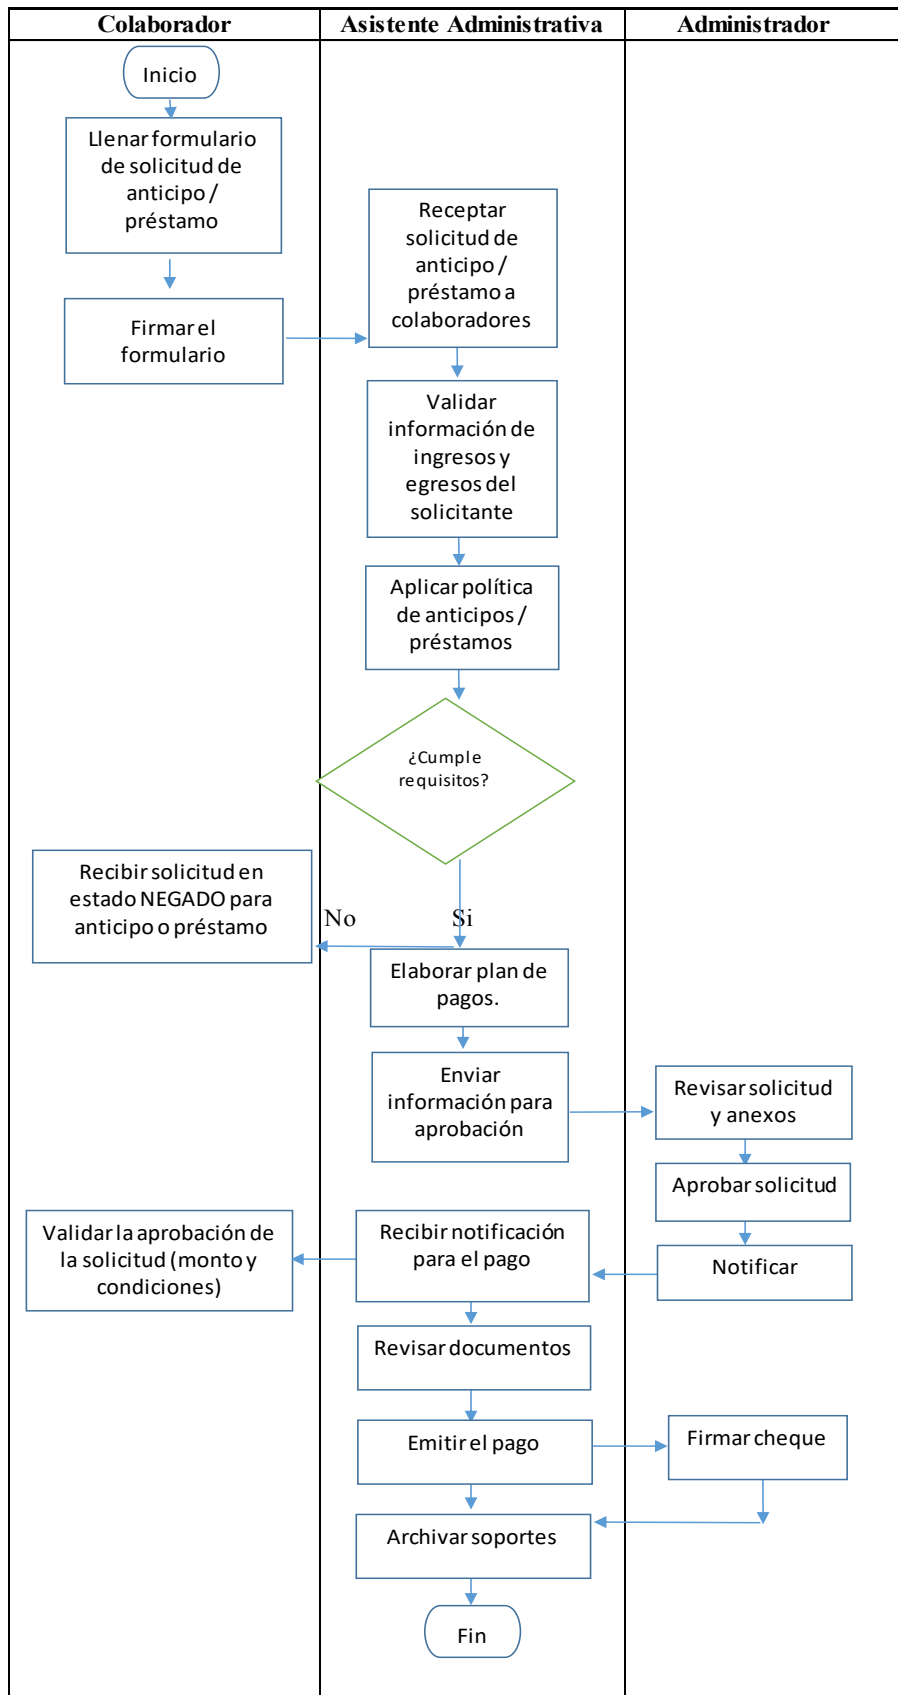 Colaborador
Asistente Administrativa
Administrador
Inicio
Llenar formulario
de solicitud de
anticipo /
préstamo
Receptar
solicitud de
anticipo /
préstamo a
colaboradores
Firmar el
formulario
Validar
información de
ingresos y
egresos del
solicitante
Aplicar política
de anticipos /
préstamos
¿Cumple
requisitos?
Recibir solicitud en
estado NEGADO para
anticipo o préstamo
No
Si
Elaborar plan de
pagos.
Enviar
información para
aprobación
Revisar solicitud
y anexos
Aprobar solicitud
Validar la aprobación de
la solicitud (monto y
condiciones)
Recibir notificación
para el pago
Notificar
Revisar documentos
Emitir el pago
Firmar cheque
Archivar soportes
Fin